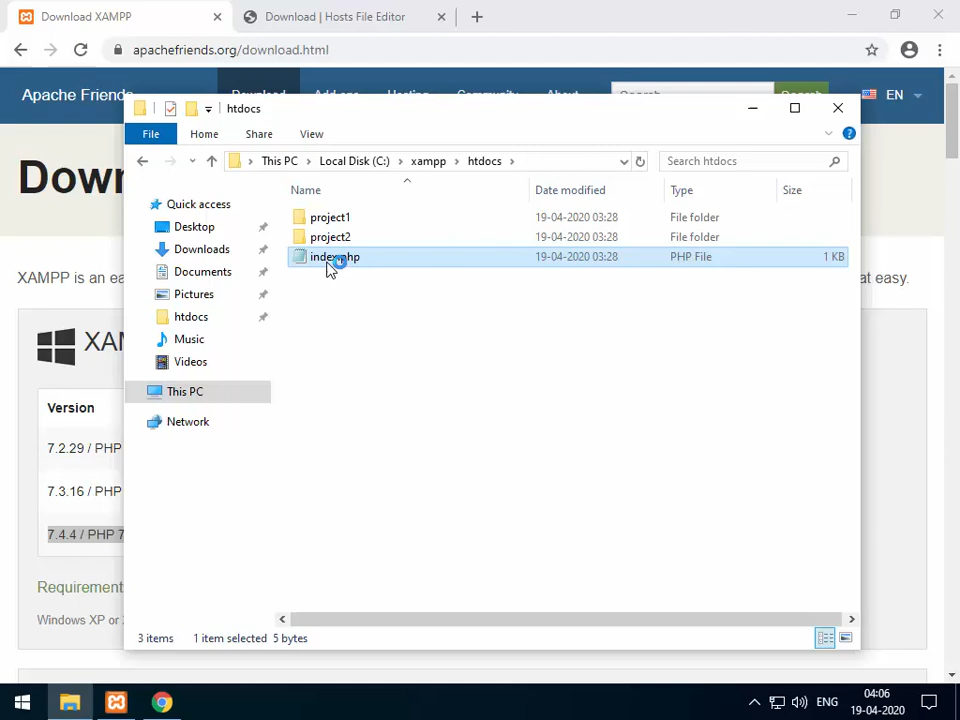 Download XAMPP
Download | Hosts File Editor
apachefriends.org/download.html
Apache Friends
EN
htdocs
File
Home
Share
View
This PC
Local Disk (C:)
xampp
htdocs
Search htdocs
Name
Date modified
Type
Size
project1
19-04-2020 03:28
File folder
project2
19-04-2020 03:28
File folder
index.php
19-04-2020 03:28
PHP File
1 KB
Quick access
Desktop
Downloads
Documents
Pictures
htdocs
Music
Videos
This PC
Network
XAMPP is an ea
at easy.
Version
7.2.29 / PHP
7.3.16 / PHP
7.4.4 / PHP 7
Requirement
Windows XP or
3 items
1 item selected
5 bytes
ENG
04:06
19-04-2020